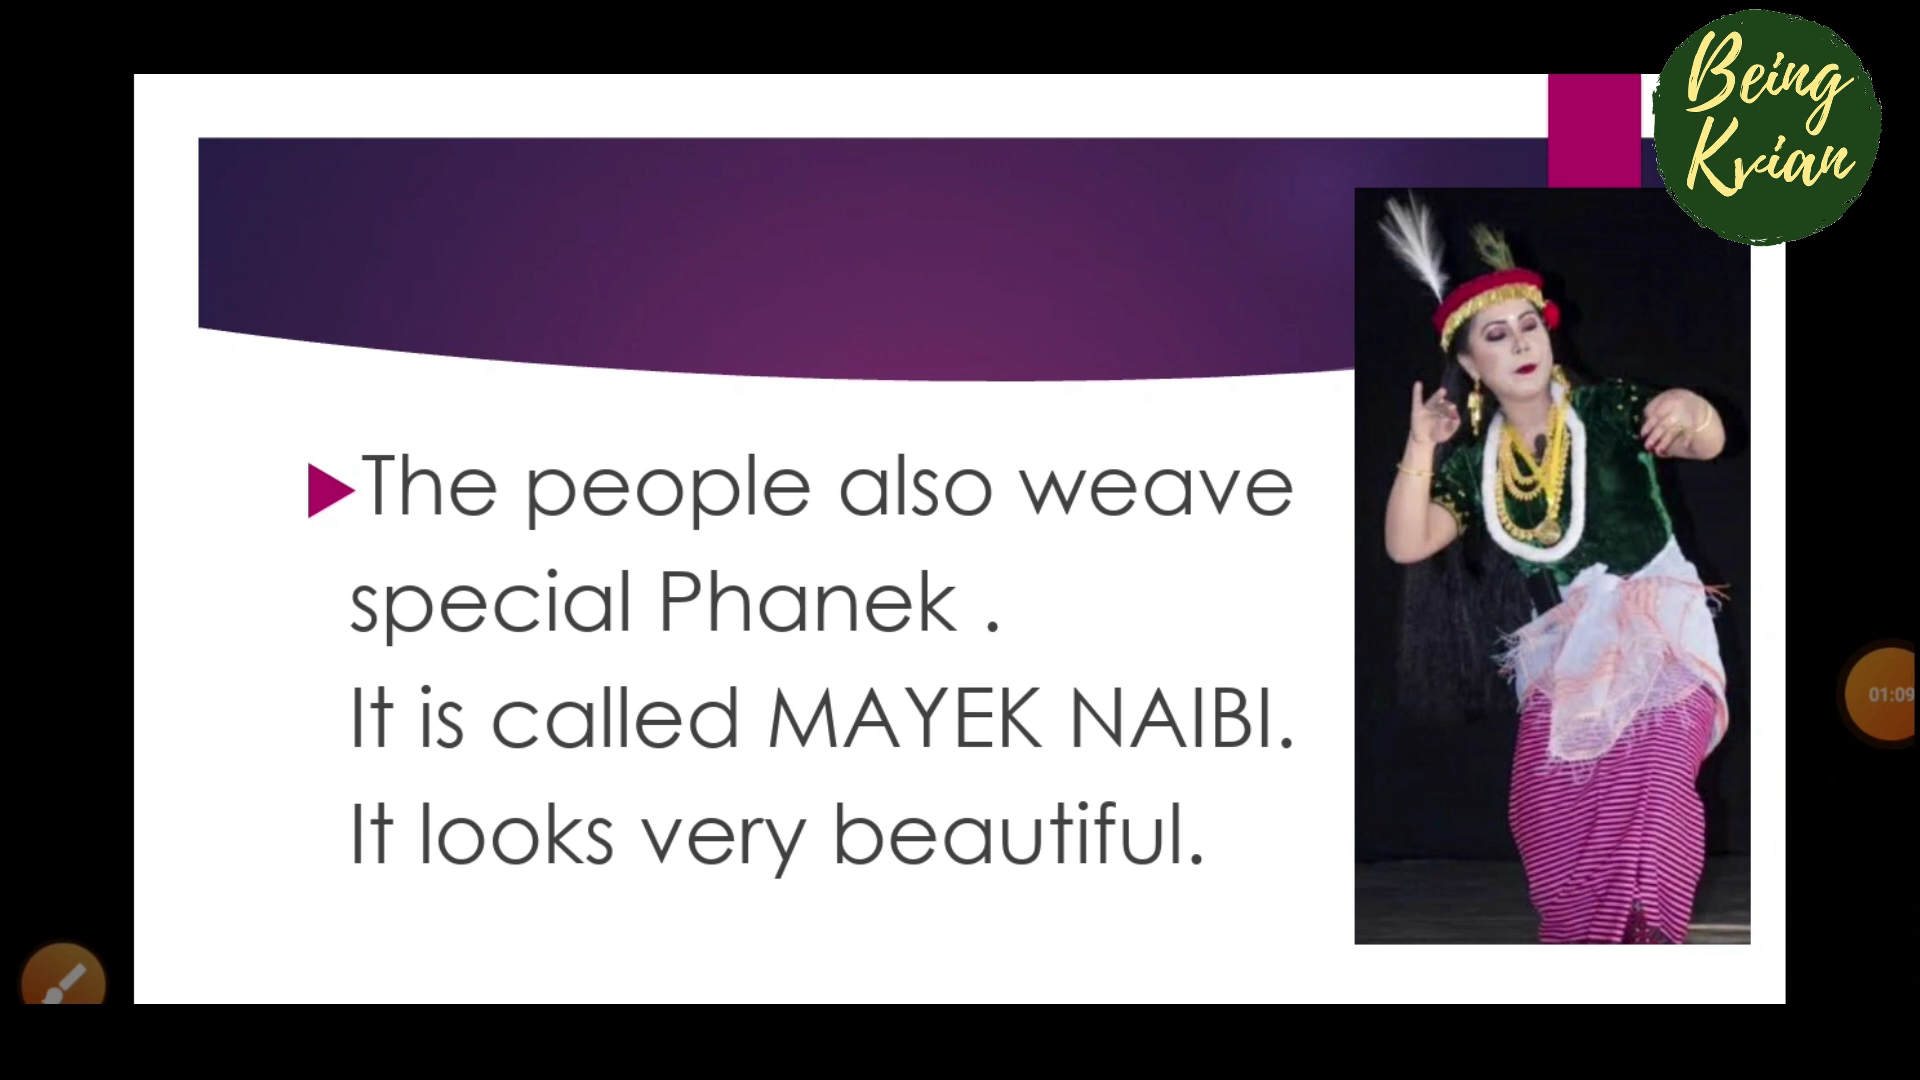 Being
Kvian
The people also weave
special Phanek .
It is called MAYEK NAIBI.
It looks very beautiful.
01:09